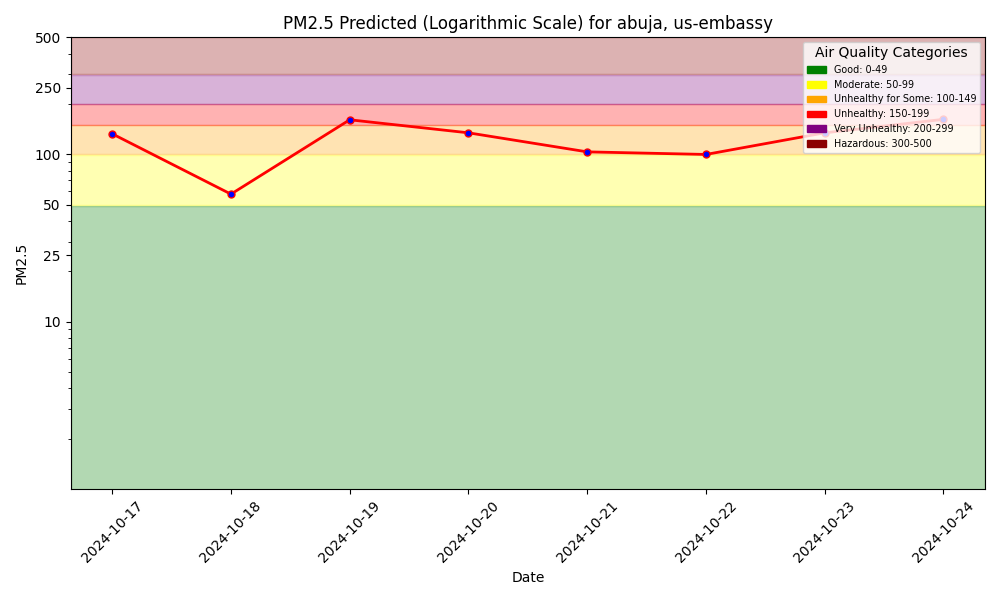 PM2.5 Predicted (Logarithmic Scale) for abuja, us-embassy
500
250
100
50
25
10
PM2.5
Air Quality Categories
Good: 0-49
Moderate: 50-99
Unhealthy for Some: 100-149
Unhealthy: 150-199
Very Unhealthy: 200-299
Hazardous: 300-500
2024-10-17
2024-10-18
2024-10-19
2024-10-20
2024-10-21
2024-10-22
2024-10-23
2024-10-24
Date